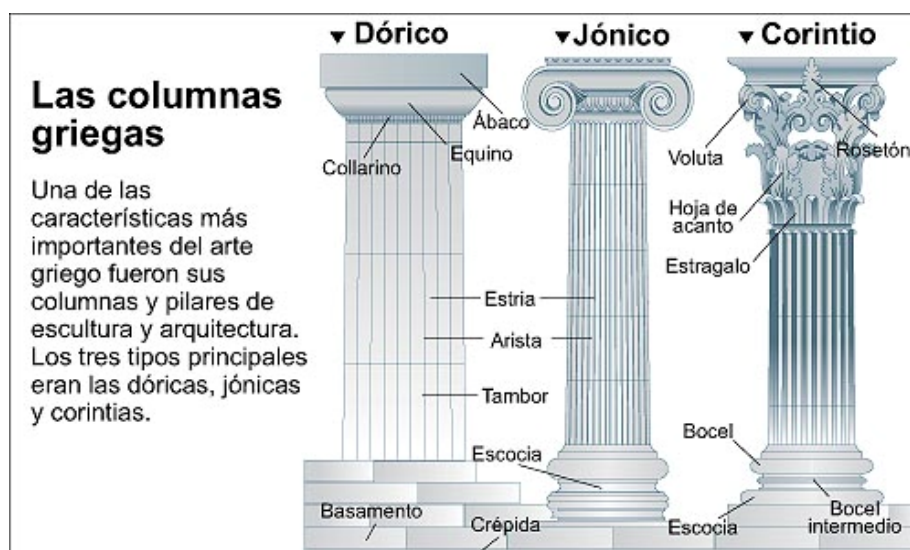 Dórico
Jónico
Corintio
Las columnas
griegas
Una de las
características más
importantes del arte
griego fueron sus
columnas y pilares de
escultura y arquitectura.
Los tres tipos principales
eran las dóricas, jónicas
y corintias.
Ábaco
Equino
Collarino
Voluta
Rosetón
Hoja de
acanto
Estragalo
Estria
Arista
Tambor
Bocel
Escocia
Basamento
Crépida
Escocia
Bocel
intermedio